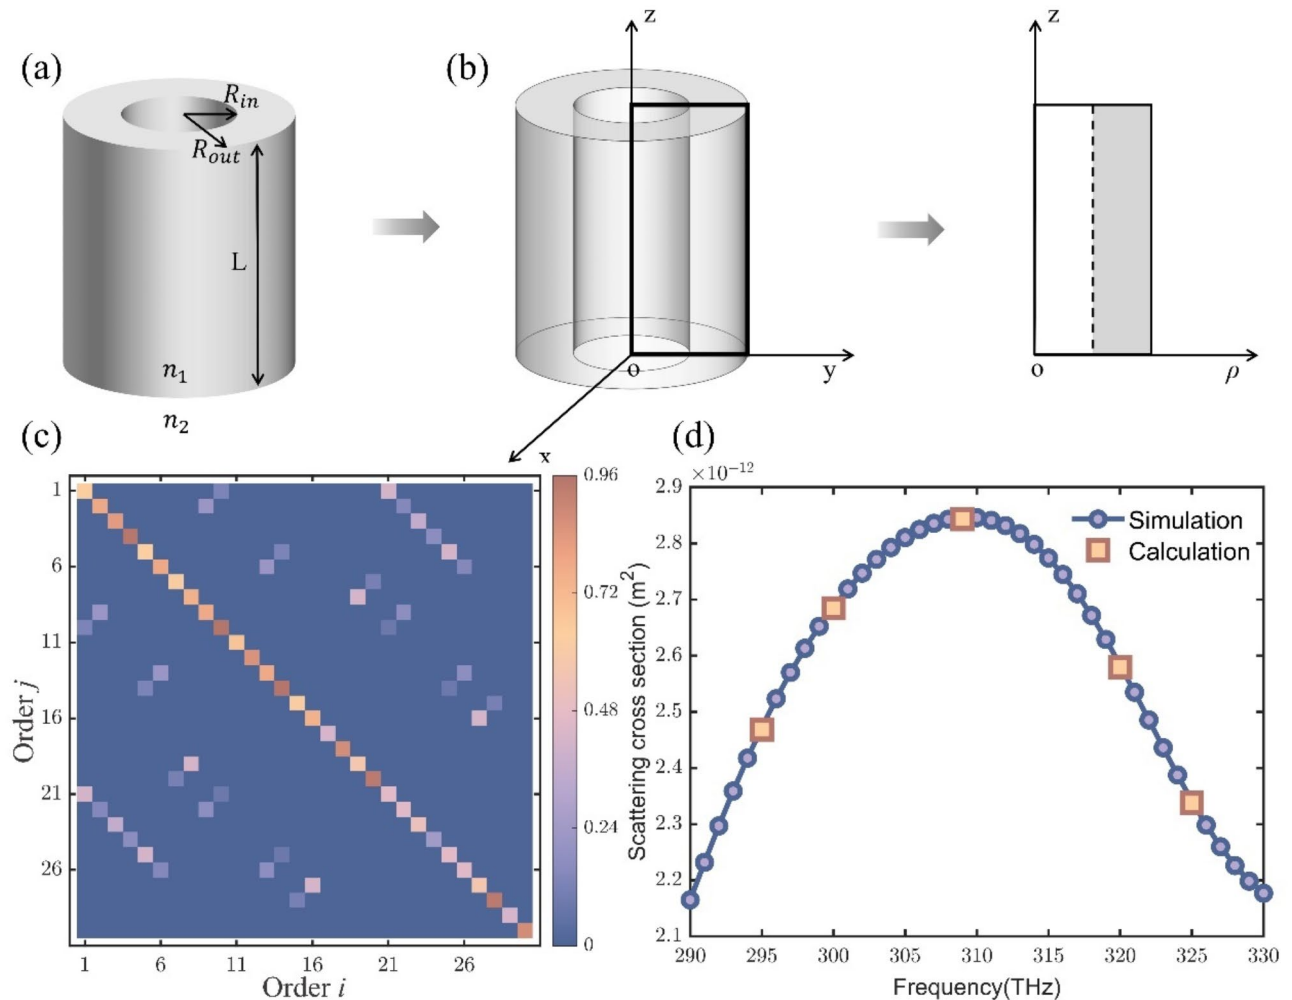 (a)
R_in
R_out
L
n_1
n_2
(b)
z
o
y
x
z
o
ρ
(c)
Order j
1
6
11
16
21
26
1
6
11
16
21
26
Order i
0.96
0.72
0.48
0.24
0
(d)
×10^-12
Scattering cross section (m^2)
2.9
2.8
2.7
2.6
2.5
2.4
2.3
2.2
2.1
Simulation
Calculation
290
295
300
305
310
315
320
325
330
Frequency(THz)